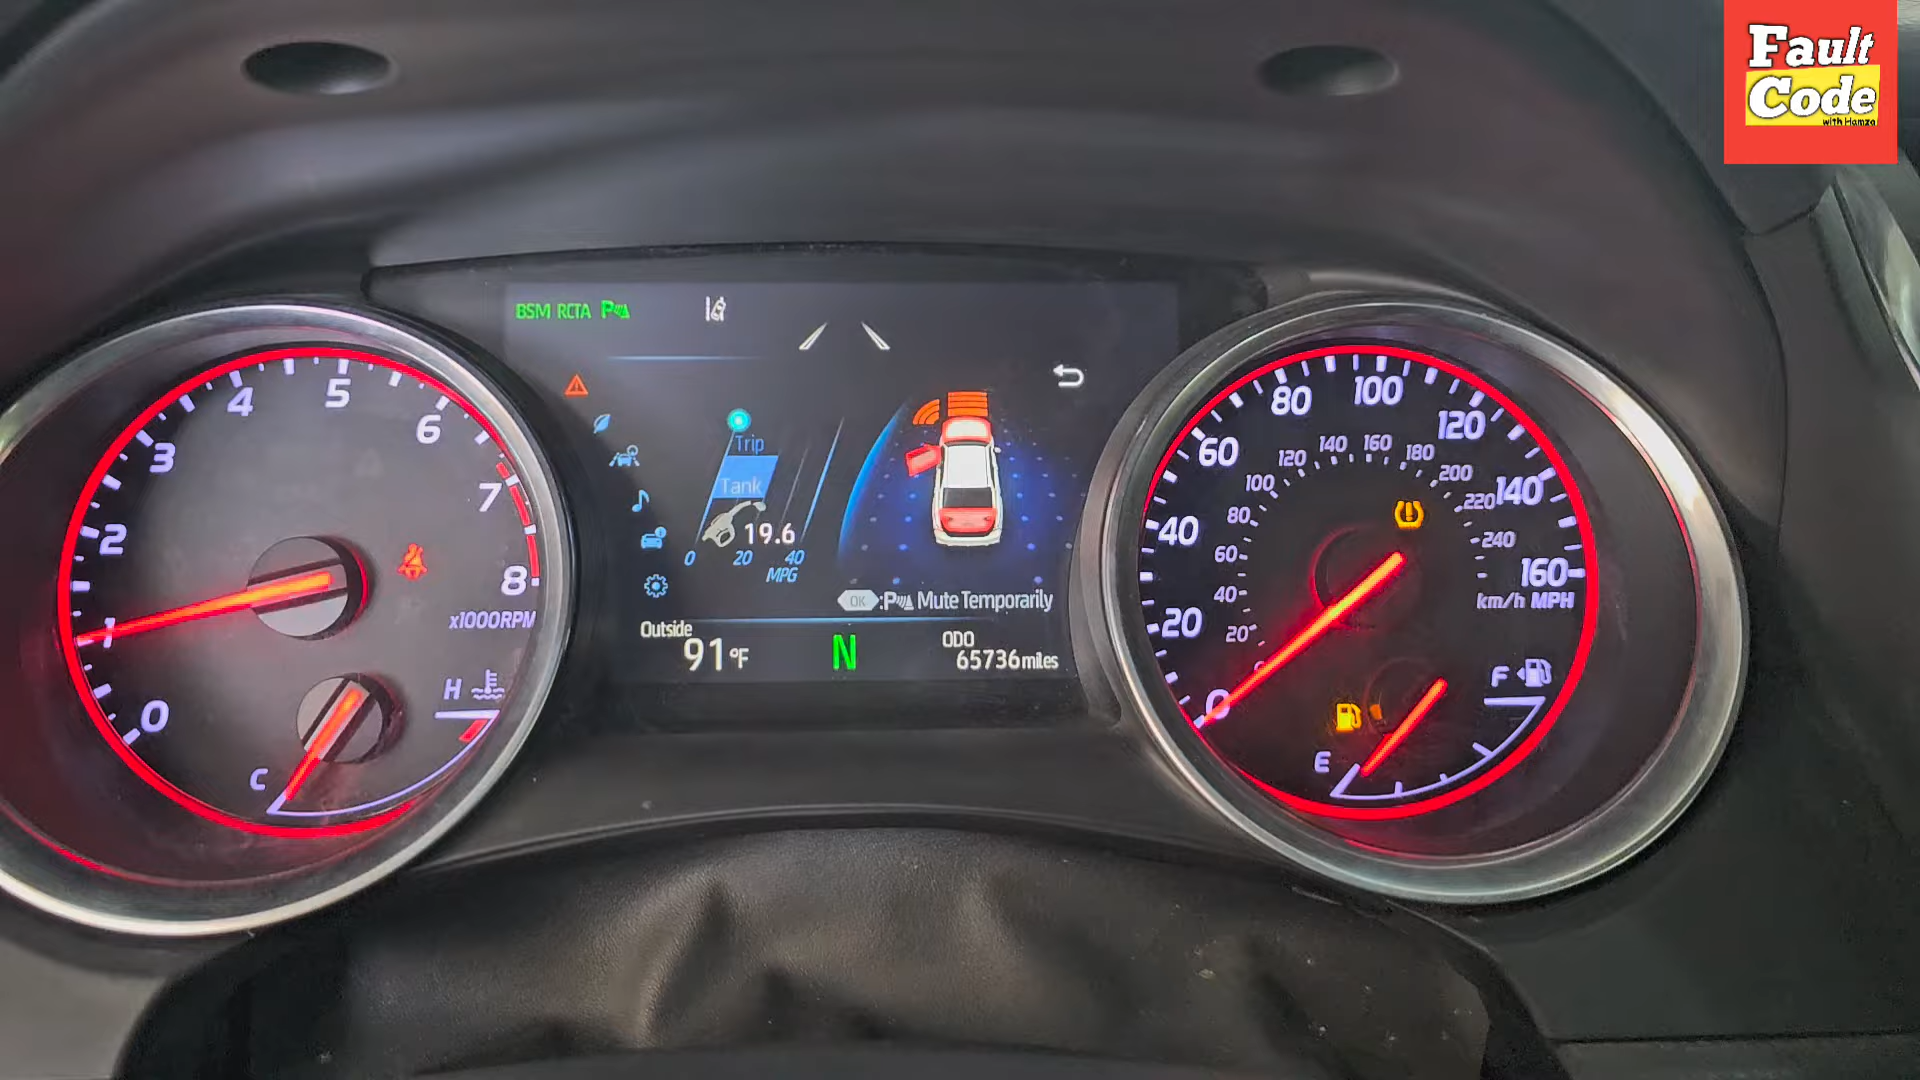 Fault
Code
with Hamza
BSM RCTA P
Trip
Tank
19.6
0 20 40
MPG
OK :P Mute Temporarily
Outside
91°F
N
ODO
65736 miles
0
1
2
3
4
5
6
7
8
x1000RPM
H
C
0
20
40
60
80
100
120
140
160
km/h MPH
0
20
40
60
80
100
120
140
160
180
200
220
240
F
E